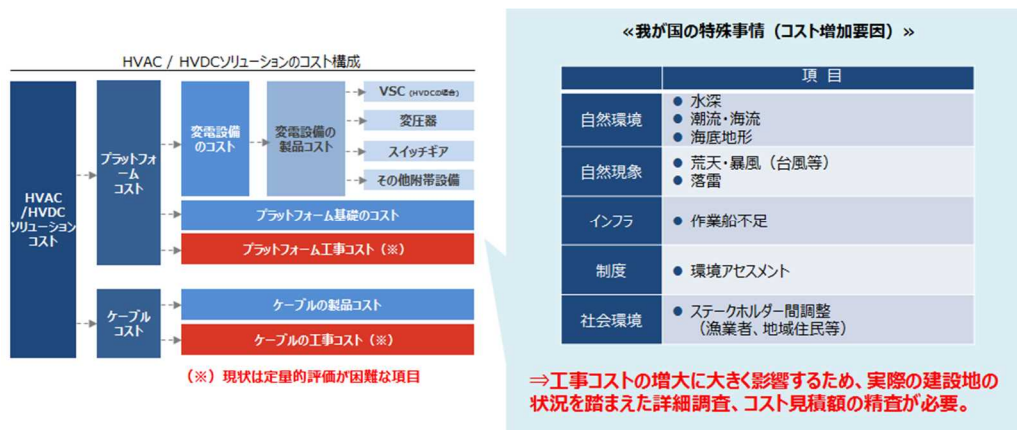 HVAC / HVDCソリューションのコスト構成
HVAC
/HVDC
ソリューション
コスト
プラットフォ
ーム
コスト
変電設備
のコスト
変電設備の
製品コスト
VSC (HVDCの場合)
変圧器
スイッチギア
その他附帯設備
プラットフォーム基礎のコスト
プラットフォーム工事コスト（※）
ケーブル
コスト
ケーブルの製品コスト
ケーブルの工事コスト（※）
（※）現状は定量的評価が困難な項目
≪我が国の特殊事情（コスト増加要因）≫
項目
自然環境
● 水深
● 潮流・海流
● 海底地形
自然現象
● 荒天・暴風（台風等）
● 落雷
インフラ
● 作業船不足
制度
● 環境アセスメント
社会環境
● ステークホルダー間調整
（漁業者、地域住民等）
⇒工事コストの増大に大きく影響するため、実際の建設地の
状況を踏まえた詳細調査、コスト見積額の精査が必要。